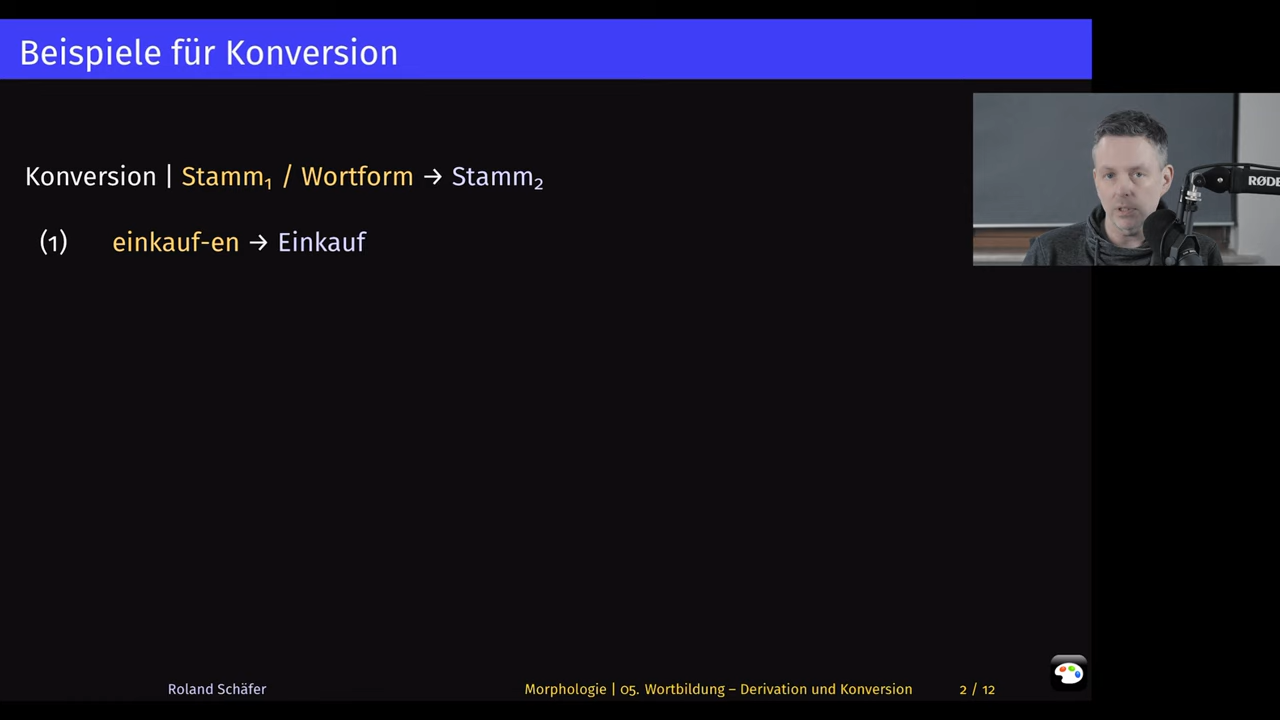 Beispiele für Konversion
Konversion | Stamm₁ / Wortform → Stamm₂
(1) einkauf-en → Einkauf
RØDE
Roland Schäfer
Morphologie | 05. Wortbildung – Derivation und Konversion
2 / 12